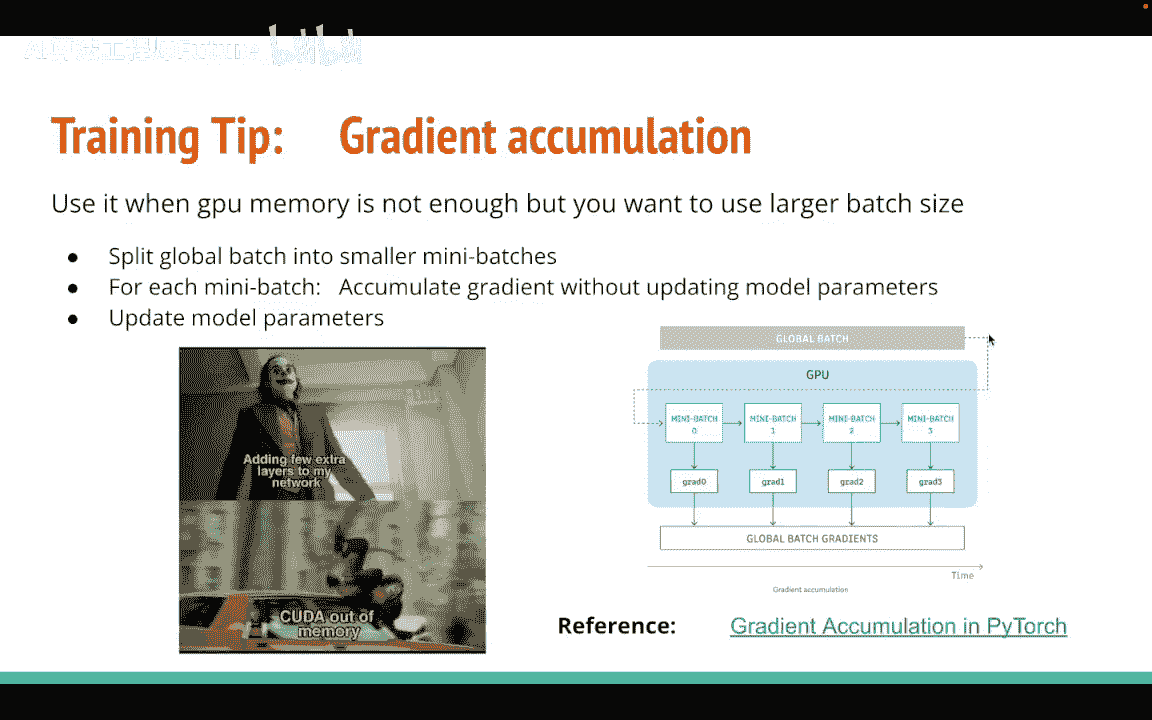 Training Tip: Gradient accumulation
Use it when gpu memory is not enough but you want to use larger batch size
● Split global batch into smaller mini-batches
● For each mini-batch: Accumulate gradient without updating model parameters
● Update model parameters
Adding few extra
layers to my
network
CUDA out of
memory
GLOBAL BATCH
GPU
MINI-BATCH
0
MINI-BATCH
1
MINI-BATCH
2
MINI-BATCH
3
grad0
grad1
grad2
grad3
GLOBAL BATCH GRADIENTS
Time
Gradient accumulation
Reference: Gradient Accumulation in PyTorch